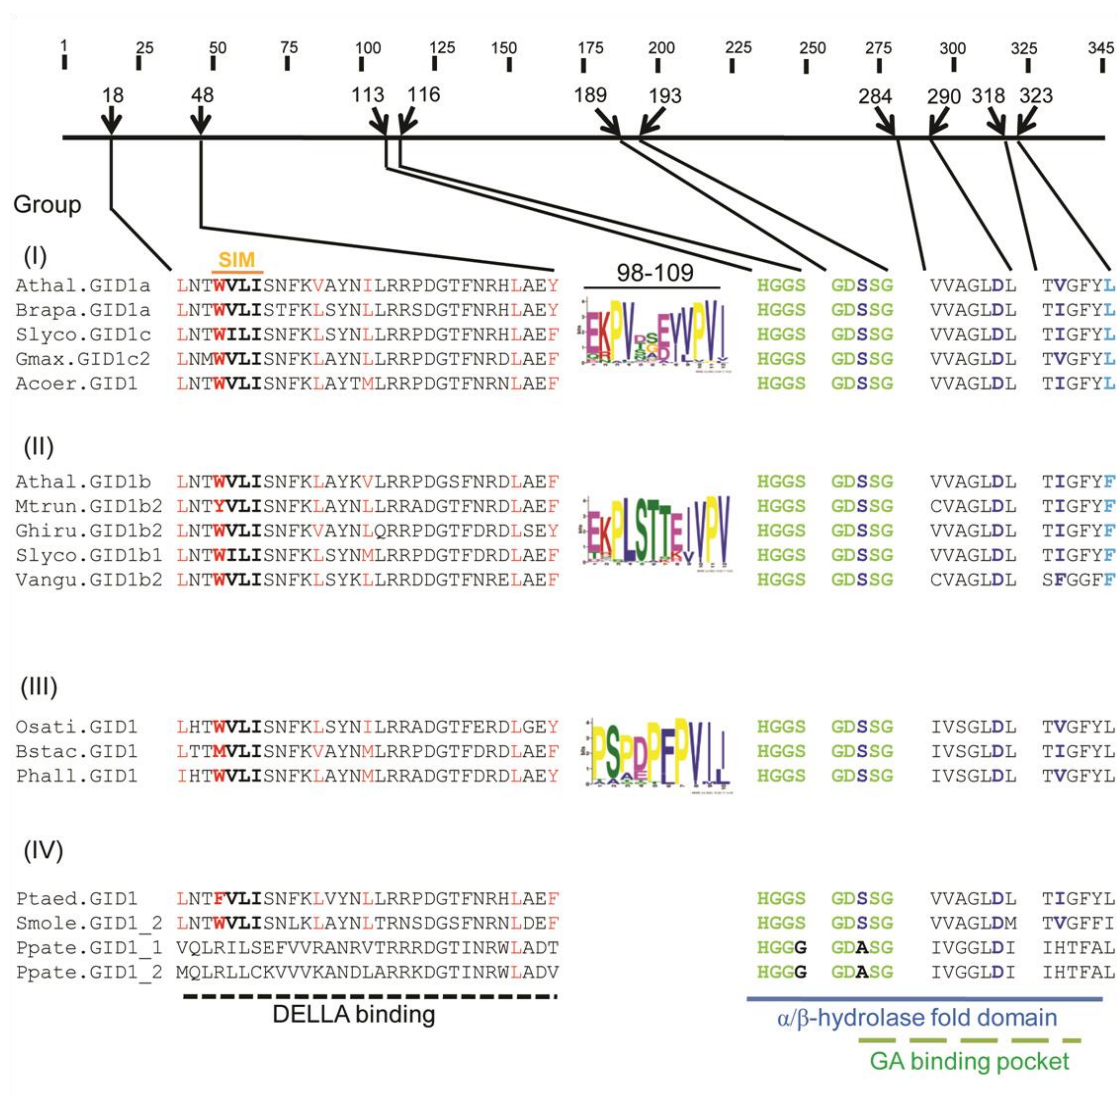 1 25 50 75 100 125 150 175 200 225 250 275 300 325 345
18 48 113 116 189 193 284 290 318 323
Group
(I)
SIM
98-109
Athal.GID1a LNTWVLISNFKVAYNILRRPDGTFNRHLAEY HGGS GDSSG VVAGLDL TVGFYL
Brapa.GID1a LNTWVLISTFKLSYNLLRRSDGTFNRHLAEY HGGS GDSSG VVAGLDL TIGFYL
Slyco.GID1c LNTWILISNFKLAYNLLRRPDGTFNRHLAEF HGGS GDSSG VVAGLDL TIGFYL
Gmax.GID1c2 LNMWVLISNFKLAYNLLRRPDGTFNRDLAEF HGGS GDSSG VVAGLDL TVGFYL
Acoer.GID1 LNTWVLISNFKLAYTMLRRPDGTFNRNLAEF HGGS GDSSG VVAGLDL TIGFYL
(II)
Athal.GID1b LNTWVLISNFKLAYKVLRRPDGSFNRDLAEF HGGS GDSSG VVAGLDL TIGFYF
Mtrun.GID1b2 LNTYVLISNFKLAYNLLRRADGTFNRDLAEF HGGS GDSSG CVAGLDL TIGFYF
Ghiru.GID1b2 LNTWVLISNFKVAYNLQRRPDGTFDRDLSEY HGGS GDSSG VVAGLDL TIGFYF
Slyco.GID1b1 LNTWILISNFKLSYNMLRRPDGTFDRDLAEF HGGS GDSSG VVAGLDL TIGFYF
Vangu.GID1b2 LNTWVLISNFKLSYKLLRRDDGTFNRELAEF HGGS GDSSG CVAGLDL SFGGFF
(III)
Osati.GID1 LHTWVLISNFKLSYNILRRADGTFERDLGEY HGGS GDSSG IVSGLDL TVGFYL
Bstac.GID1 LTTMVLISNFKVAYNMLRRADGTFDRDLAEF HGGS GDSSG IVSGLDL TVGFYL
Phall.GID1 IHTWVLISNFKLAYNMLRRADGTFDRDLAEY HGGS GDSSG IVSGLDL TVGFYL
(IV)
Ptaed.GID1 LNTFVLISNFKLVYNLLRRPDGTFNRHLAEF HGGS GDSSG VVAGLDL TIGFYL
Smole.GID1_2 LNTWVLISNLKLAYNLTRNSDGSFNRNLDEF HGGS GDSSG VVAGLDM TVGFFI
Ppate.GID1_1 VQLRILSEFVVRANRVTRRRDGTINRWLADT HGGG GDASG IVGGLDI IHTFAL
Ppate.GID1_2 MQLRLLCKVVVKANDLARRKDGTINRWLADV HGGG GDASG IVGGLDI IHTFAL
DELLA binding
α/β-hydrolase fold domain
GA binding pocket